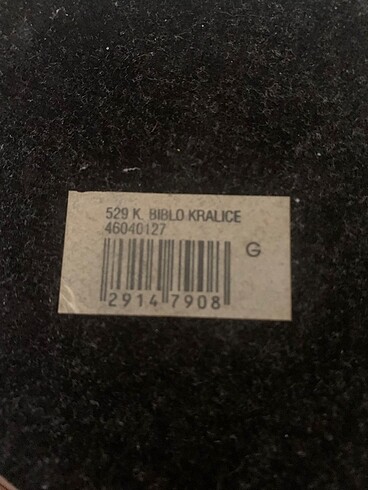 529 K. BIBLO KRALICE
46040127
G
2914 7908